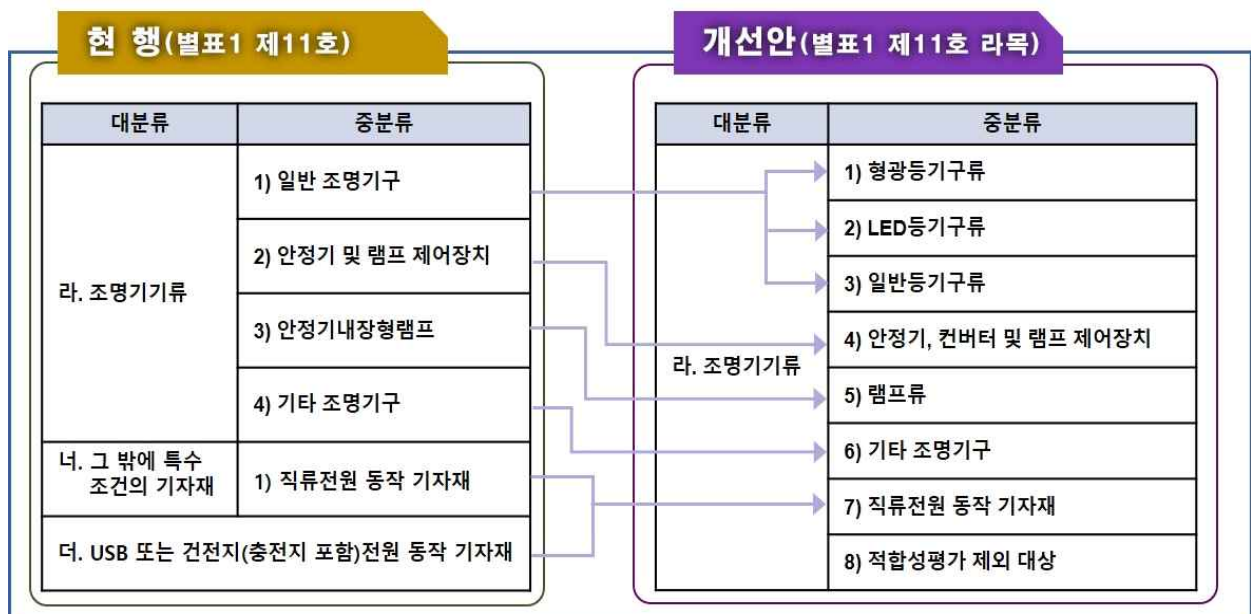 현 행(별표1 제11호)
대분류 중분류
라. 조명기기류
1) 일반 조명기구
2) 안정기 및 램프 제어장치
3) 안정기내장형램프
4) 기타 조명기구
너. 그 밖에 특수
조건의 기자재
1) 직류전원 동작 기자재
더. USB 또는 건전지(충전지 포함)전원 동작 기자재
개선안(별표1 제11호 라목)
대분류 중분류
라. 조명기기류
1) 형광등기구류
2) LED등기구류
3) 일반등기구류
4) 안정기, 컨버터 및 램프 제어장치
5) 램프류
6) 기타 조명기구
7) 직류전원 동작 기자재
8) 적합성평가 제외 대상